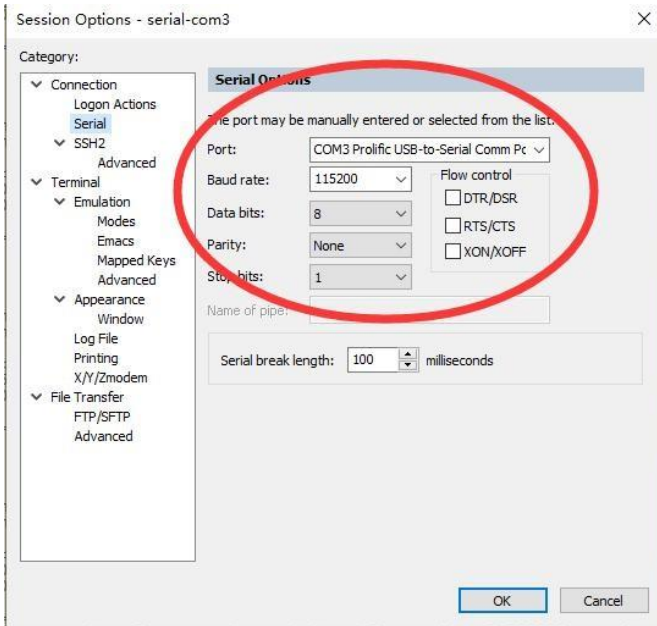 Session Options - serial-com3
Category:
Connection
Logon Actions
Serial
SSH2
Advanced
Terminal
Emulation
Modes
Emacs
Mapped Keys
Advanced
Appearance
Window
Log File
Printing
X/Y/Zmodem
File Transfer
FTP/SFTP
Advanced
Serial Options
The port may be manually entered or selected from the list.
Port: COM3 Prolific USB-to-Serial Comm Pc
Baud rate: 115200
Data bits: 8
Parity: None
Stop bits: 1
Name of pipe:
Flow control
DTR/DSR
RTS/CTS
XON/XOFF
Serial break length: 100 milliseconds
OK Cancel